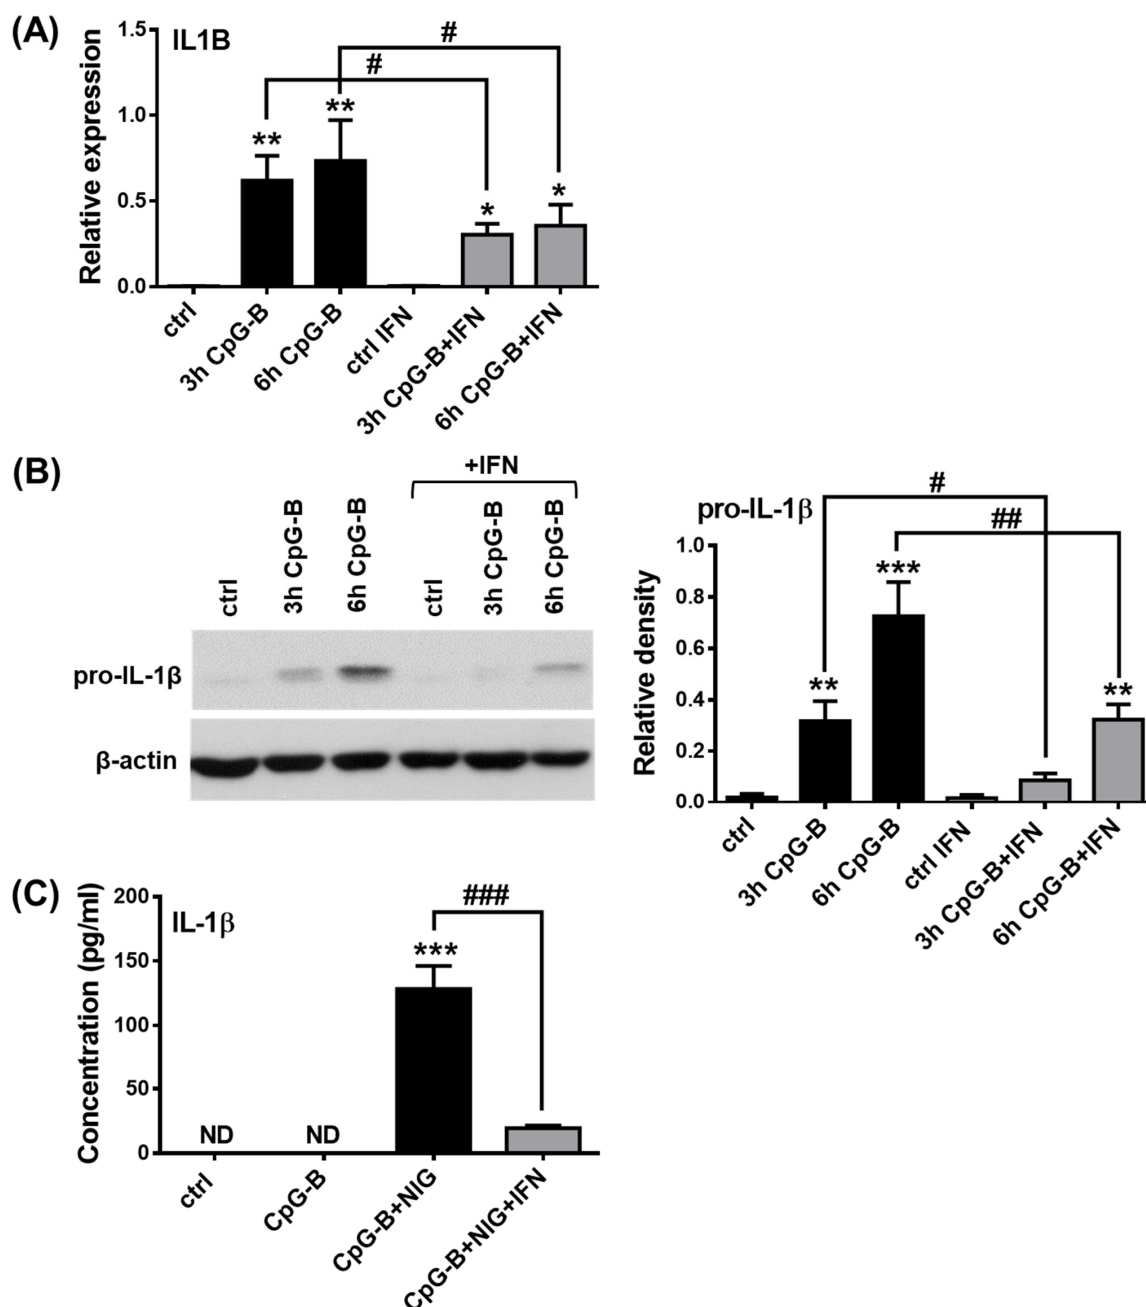 (A)
IL1B
Relative expression
1.5
1.0
0.5
0.0
#
#
**
**
*
*
ctrl
3h CpG-B
6h CpG-B
ctrl IFN
3h CpG-B+IFN
6h CpG-B+IFN
(B)
+IFN
ctrl
3h CpG-B
6h CpG-B
ctrl
3h CpG-B
6h CpG-B
pro-IL-1β
β-actin
pro-IL-1β
Relative density
1.0
0.8
0.6
0.4
0.2
0.0
#
##
**
***
**
ctrl
3h CpG-B
6h CpG-B
ctrl IFN
3h CpG-B+IFN
6h CpG-B+IFN
(C)
IL-1β
Concentration (pg/ml)
200
150
100
50
0
###
***
ND
ND
ctrl
CpG-B
CpG-B+NIG
CpG-B+NIG+IFN